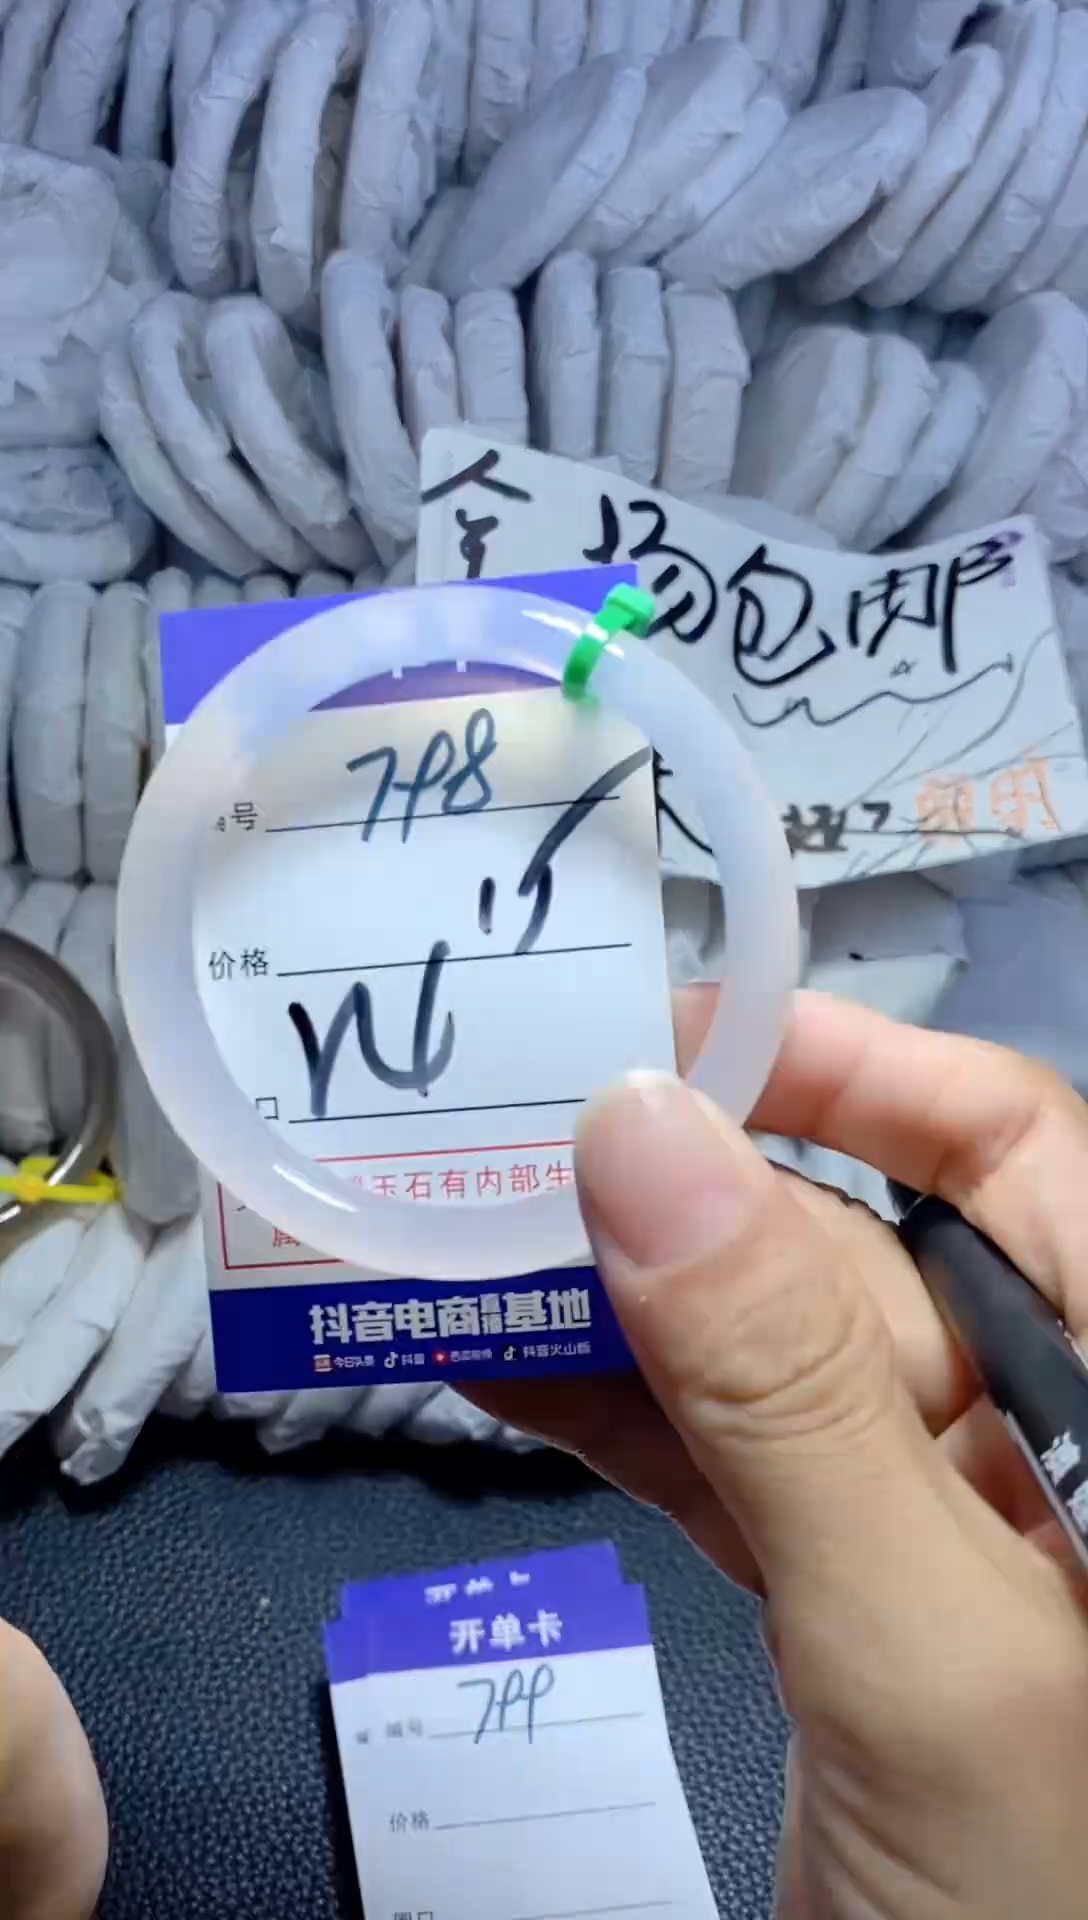 全场包邮
号 798
价格
口
玉石有内部生
属
抖音电商直播基地
今日头条 抖音 西瓜视频 抖音火山版
开单卡
编号 799
价格
圈口